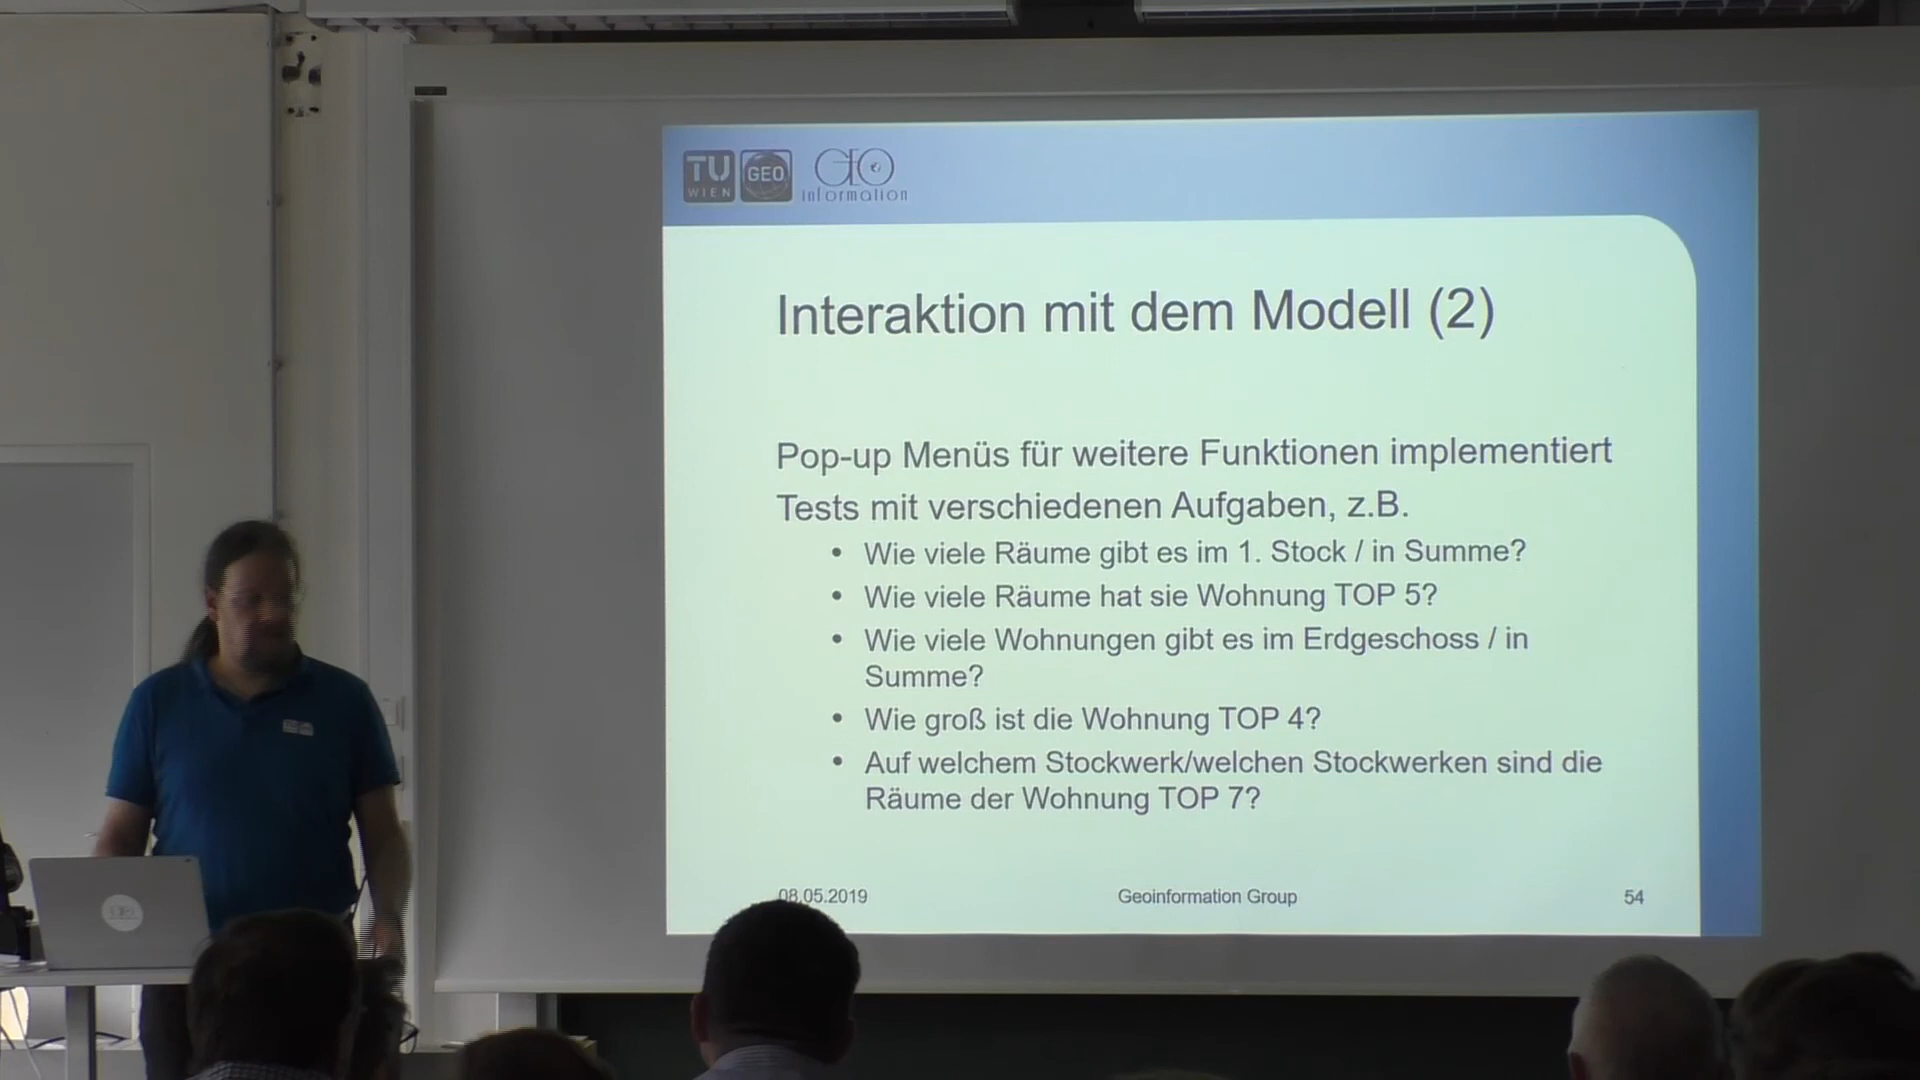 TU
WIEN
GEO
GEO
information
Interaktion mit dem Modell (2)
Pop-up Menüs für weitere Funktionen implementiert
Tests mit verschiedenen Aufgaben, z.B.
• Wie viele Räume gibt es im 1. Stock / in Summe?
• Wie viele Räume hat sie Wohnung TOP 5?
• Wie viele Wohnungen gibt es im Erdgeschoss / in
Summe?
• Wie groß ist die Wohnung TOP 4?
• Auf welchem Stockwerk/welchen Stockwerken sind die
Räume der Wohnung TOP 7?
08.05.2019
Geoinformation Group
54